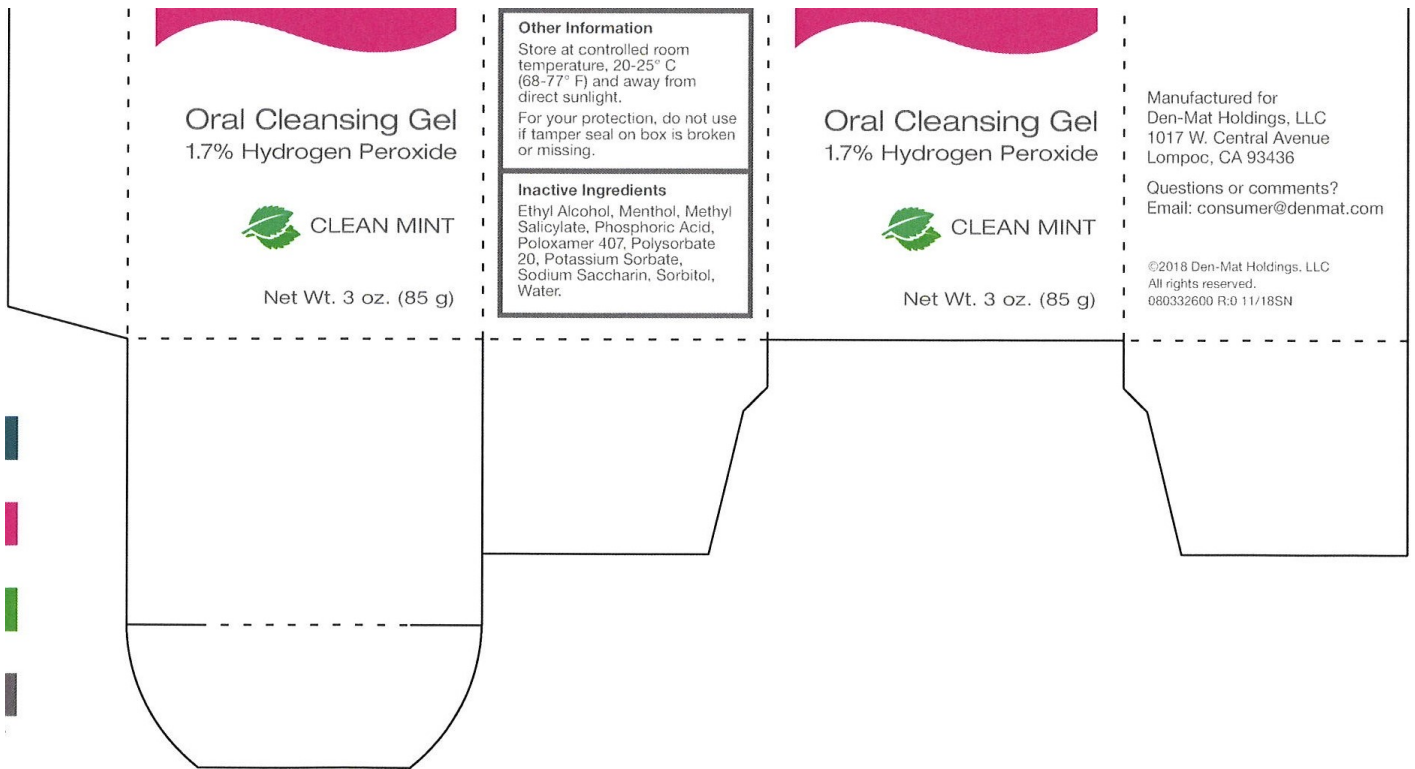 Oral Cleansing Gel
1.7% Hydrogen Peroxide
CLEAN MINT
Net Wt. 3 oz. (85 g)
Other Information
Store at controlled room
temperature, 20-25° C
(68-77° F) and away from
direct sunlight.
For your protection, do not use
if tamper seal on box is broken
or missing.
Inactive Ingredients
Ethyl Alcohol, Menthol, Methyl
Salicylate, Phosphoric Acid,
Poloxamer 407, Polysorbate
20, Potassium Sorbate,
Sodium Saccharin, Sorbitol,
Water.
Oral Cleansing Gel
1.7% Hydrogen Peroxide
CLEAN MINT
Net Wt. 3 oz. (85 g)
Manufactured for
Den-Mat Holdings, LLC
1017 W. Central Avenue
Lompoc, CA 93436
Questions or comments?
Email: consumer@denmat.com
©2018 Den-Mat Holdings, LLC
All rights reserved.
080332600 R:0 11/18SN